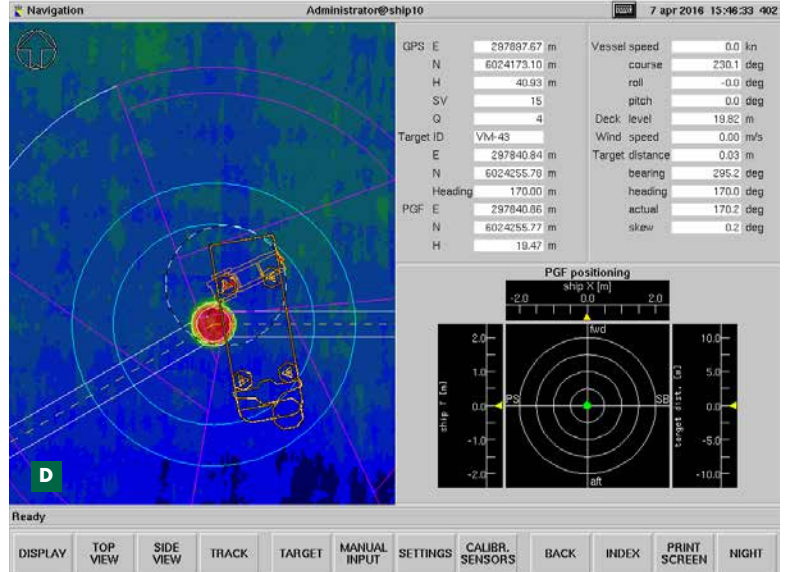 Navigation Administrator@ship10 7 apr 2016 15:46:33 402
GPS E 297897.67 m
N 6024173.10 m
H 40.93 m
SV 15
Q 4
Target ID VM-43
E 297840.84 m
N 6024255.78 m
Heading 170.00 m
PGF E 297840.86 m
N 6024255.77 m
H 19.47 m
Vessel speed 0.0 kn
course 230.1 deg
roll -0.0 deg
pitch 0.0 deg
Deck level 19.82 m
Wind speed 0.00 m/s
Target distance 0.03 m
bearing 295.2 deg
heading 170.0 deg
actual 170.2 deg
skew 0.2 deg
PGF positioning
ship X [m]
-2.0 0.0 2.0
fwd
2.0
1.0
0.0
-1.0
-2.0
PS
SB
aft
target dist. [m]
10.0
5.0
0.0
-5.0
-10.0
D
Ready
DISPLAY TOP VIEW SIDE VIEW TRACK TARGET MANUAL INPUT SETTINGS CALIBR. SENSORS BACK INDEX PRINT SCREEN NIGHT